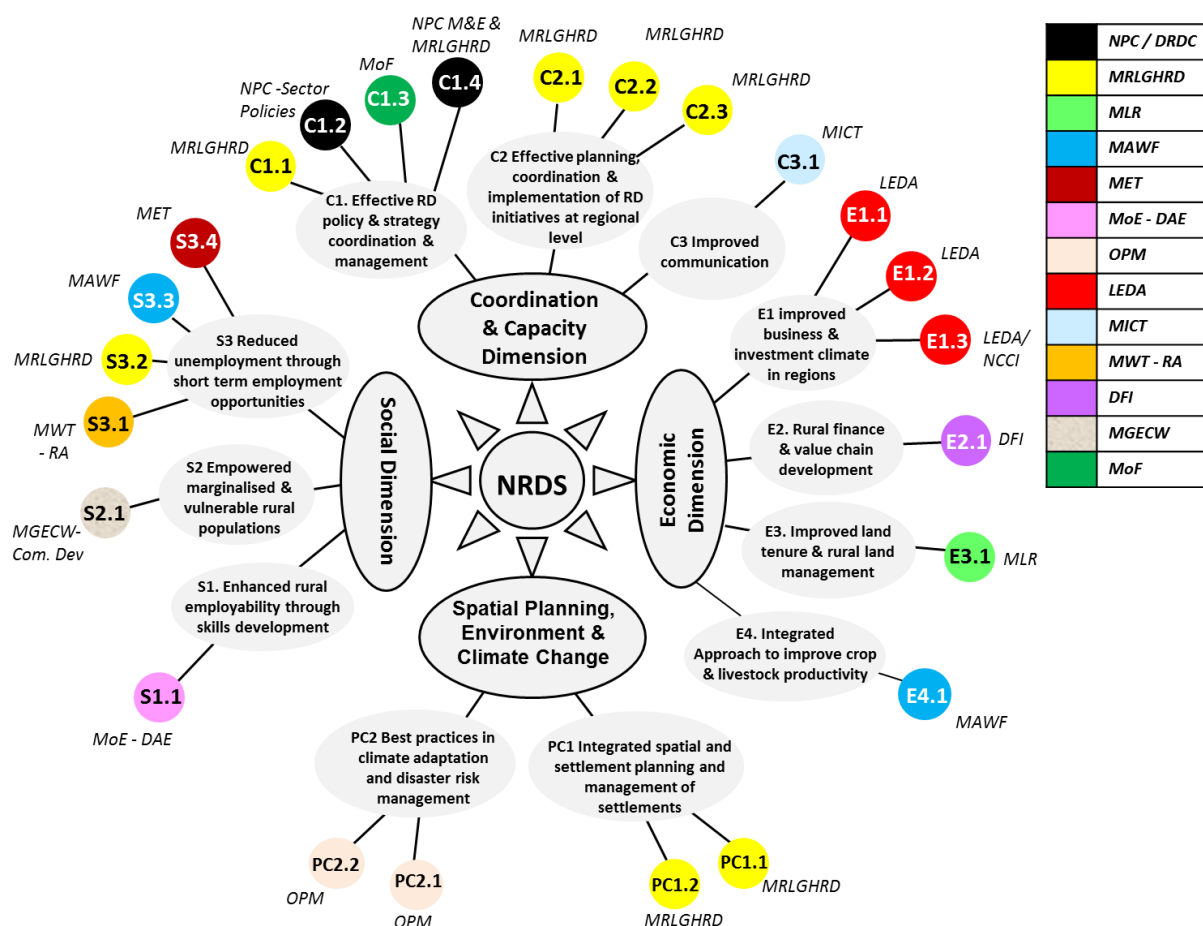 NPC M&E &
MRLGHRD
C1.4
MoF
C1.3
NPC -Sector
Policies
C1.2
MRLGHRD
C1.1
C1. Effective RD
policy & strategy
coordination &
management
MRLGHRD
C2.1
MRLGHRD
C2.2
MRLGHRD
C2.3
C2 Effective planning,
coordination &
implementation of RD
initiatives at regional
level
MICT
C3.1
C3 Improved
communication
Coordination
& Capacity
Dimension
LEDA
E1.1
LEDA
E1.2
LEDA/
NCCI
E1.3
E1 improved
business &
investment climate
in regions
E2. Rural finance
& value chain
development
E2.1
DFI
E3. Improved land
tenure & rural land
management
E3.1
MLR
E4. Integrated
Approach to improve crop
& livestock productivity
E4.1
MAWF
Economic
Dimension
NRDS
MET
S3.4
MAWF
S3.3
MRLGHRD
S3.2
S3.1
MWT
- RA
S3 Reduced
unemployment through
short term employment
opportunities
S2 Empowered
marginalised &
vulnerable rural
populations
S2.1
MGECW-
Com. Dev
S1. Enhanced rural
employability through
skills development
S1.1
MoE - DAE
Social Dimension
Spatial Planning,
Environment &
Climate Change
PC2 Best practices in
climate adaptation
and disaster risk
management
PC2.2
OPM
PC2.1
OPM
PC1 Integrated spatial and
settlement planning and
management of
settlements
PC1.2
MRLGHRD
PC1.1
MRLGHRD
NPC / DRDC
MRLGHRD
MLR
MAWF
MET
MoE - DAE
OPM
LEDA
MICT
MWT - RA
DFI
MGECW
MoF